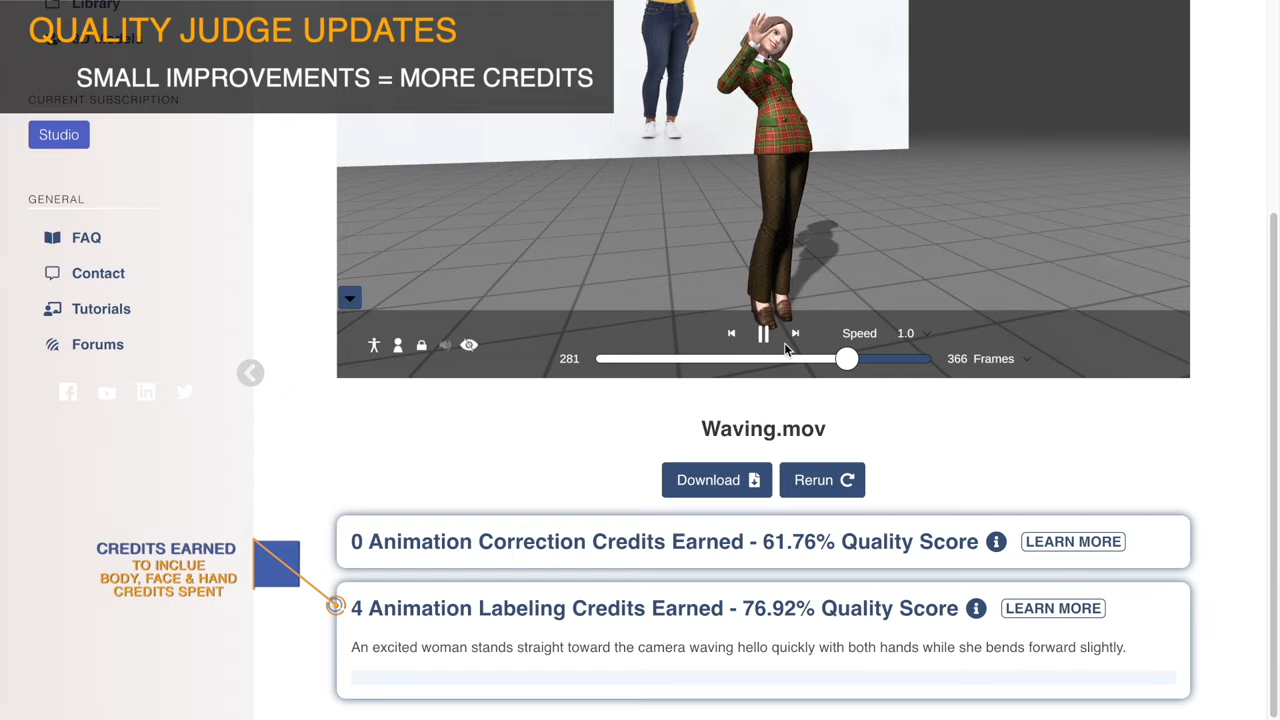 Library
QUALITY JUDGE UPDATES
SMALL IMPROVEMENTS = MORE CREDITS
CURRENT SUBSCRIPTION
Studio
GENERAL
FAQ
Contact
Tutorials
Forums
Speed 1.0
281
366 Frames
Waving.mov
Download
Rerun
0 Animation Correction Credits Earned - 61.76% Quality Score
LEARN MORE
CREDITS EARNED
TO INCLUE
BODY, FACE & HAND
CREDITS SPENT
4 Animation Labeling Credits Earned - 76.92% Quality Score
LEARN MORE
An excited woman stands straight toward the camera waving hello quickly with both hands while she bends forward slightly.